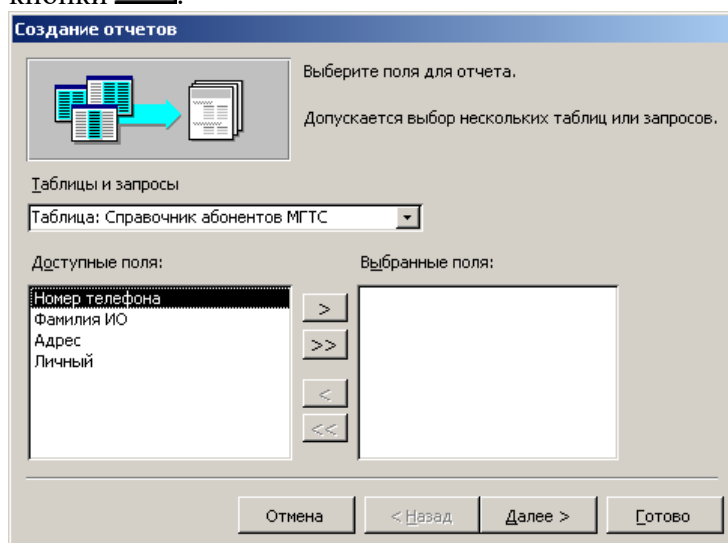 кнопки
Создание отчетов
Выберите поля для отчета.
Допускается выбор нескольких таблиц или запросов.
Таблицы и запросы
Таблица: Справочник абонентов МГТС
Доступные поля:
Выбранные поля:
Номер телефона
Фамилия ИО
Адрес
Личный
>
>>
<
<<
Отмена
< Назад
Далее >
Готово